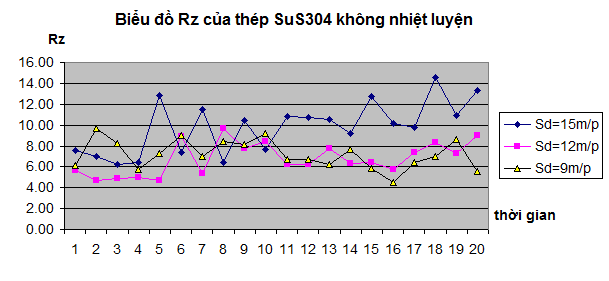 Biểu đồ Rz của thép SuS304 không nhiệt luyện
Rz
16.00
14.00
12.00
10.00
8.00
6.00
4.00
2.00
0.00
Sd=15m/p
Sd=12m/p
Sd=9m/p
thời gian
1 2 3 4 5 6 7 8 9 10 11 12 13 14 15 16 17 18 19 20